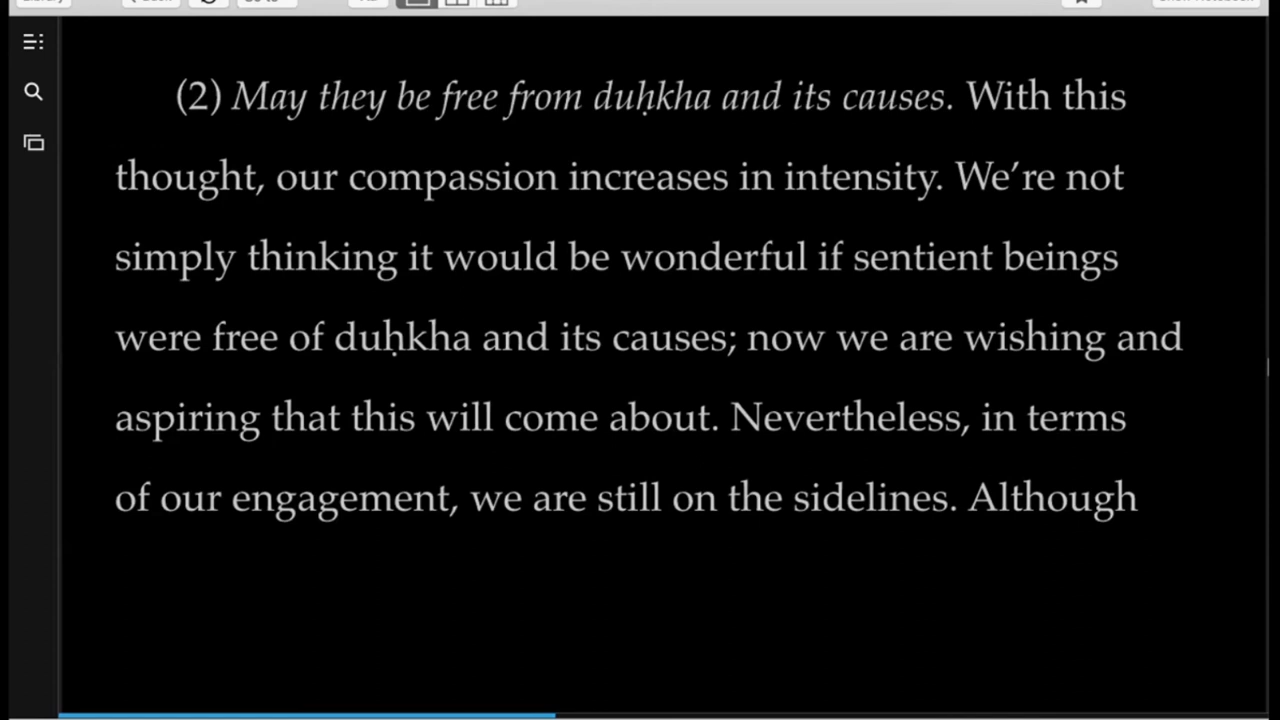 (2) May they be free from duḥkha and its causes. With this
thought, our compassion increases in intensity. We’re not
simply thinking it would be wonderful if sentient beings
were free of duḥkha and its causes; now we are wishing and
aspiring that this will come about. Nevertheless, in terms
of our engagement, we are still on the sidelines. Although